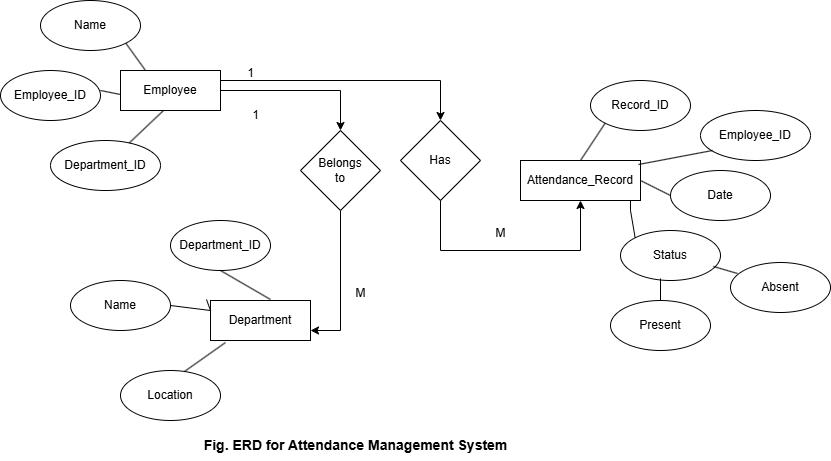 Name
Employee_ID
Employee
Department_ID
1
1
Belongs
to
Has
Record_ID
Employee_ID
Attendance_Record
Date
Status
Absent
Present
M
M
Department_ID
Name
Department
Location
Fig. ERD for Attendance Management System